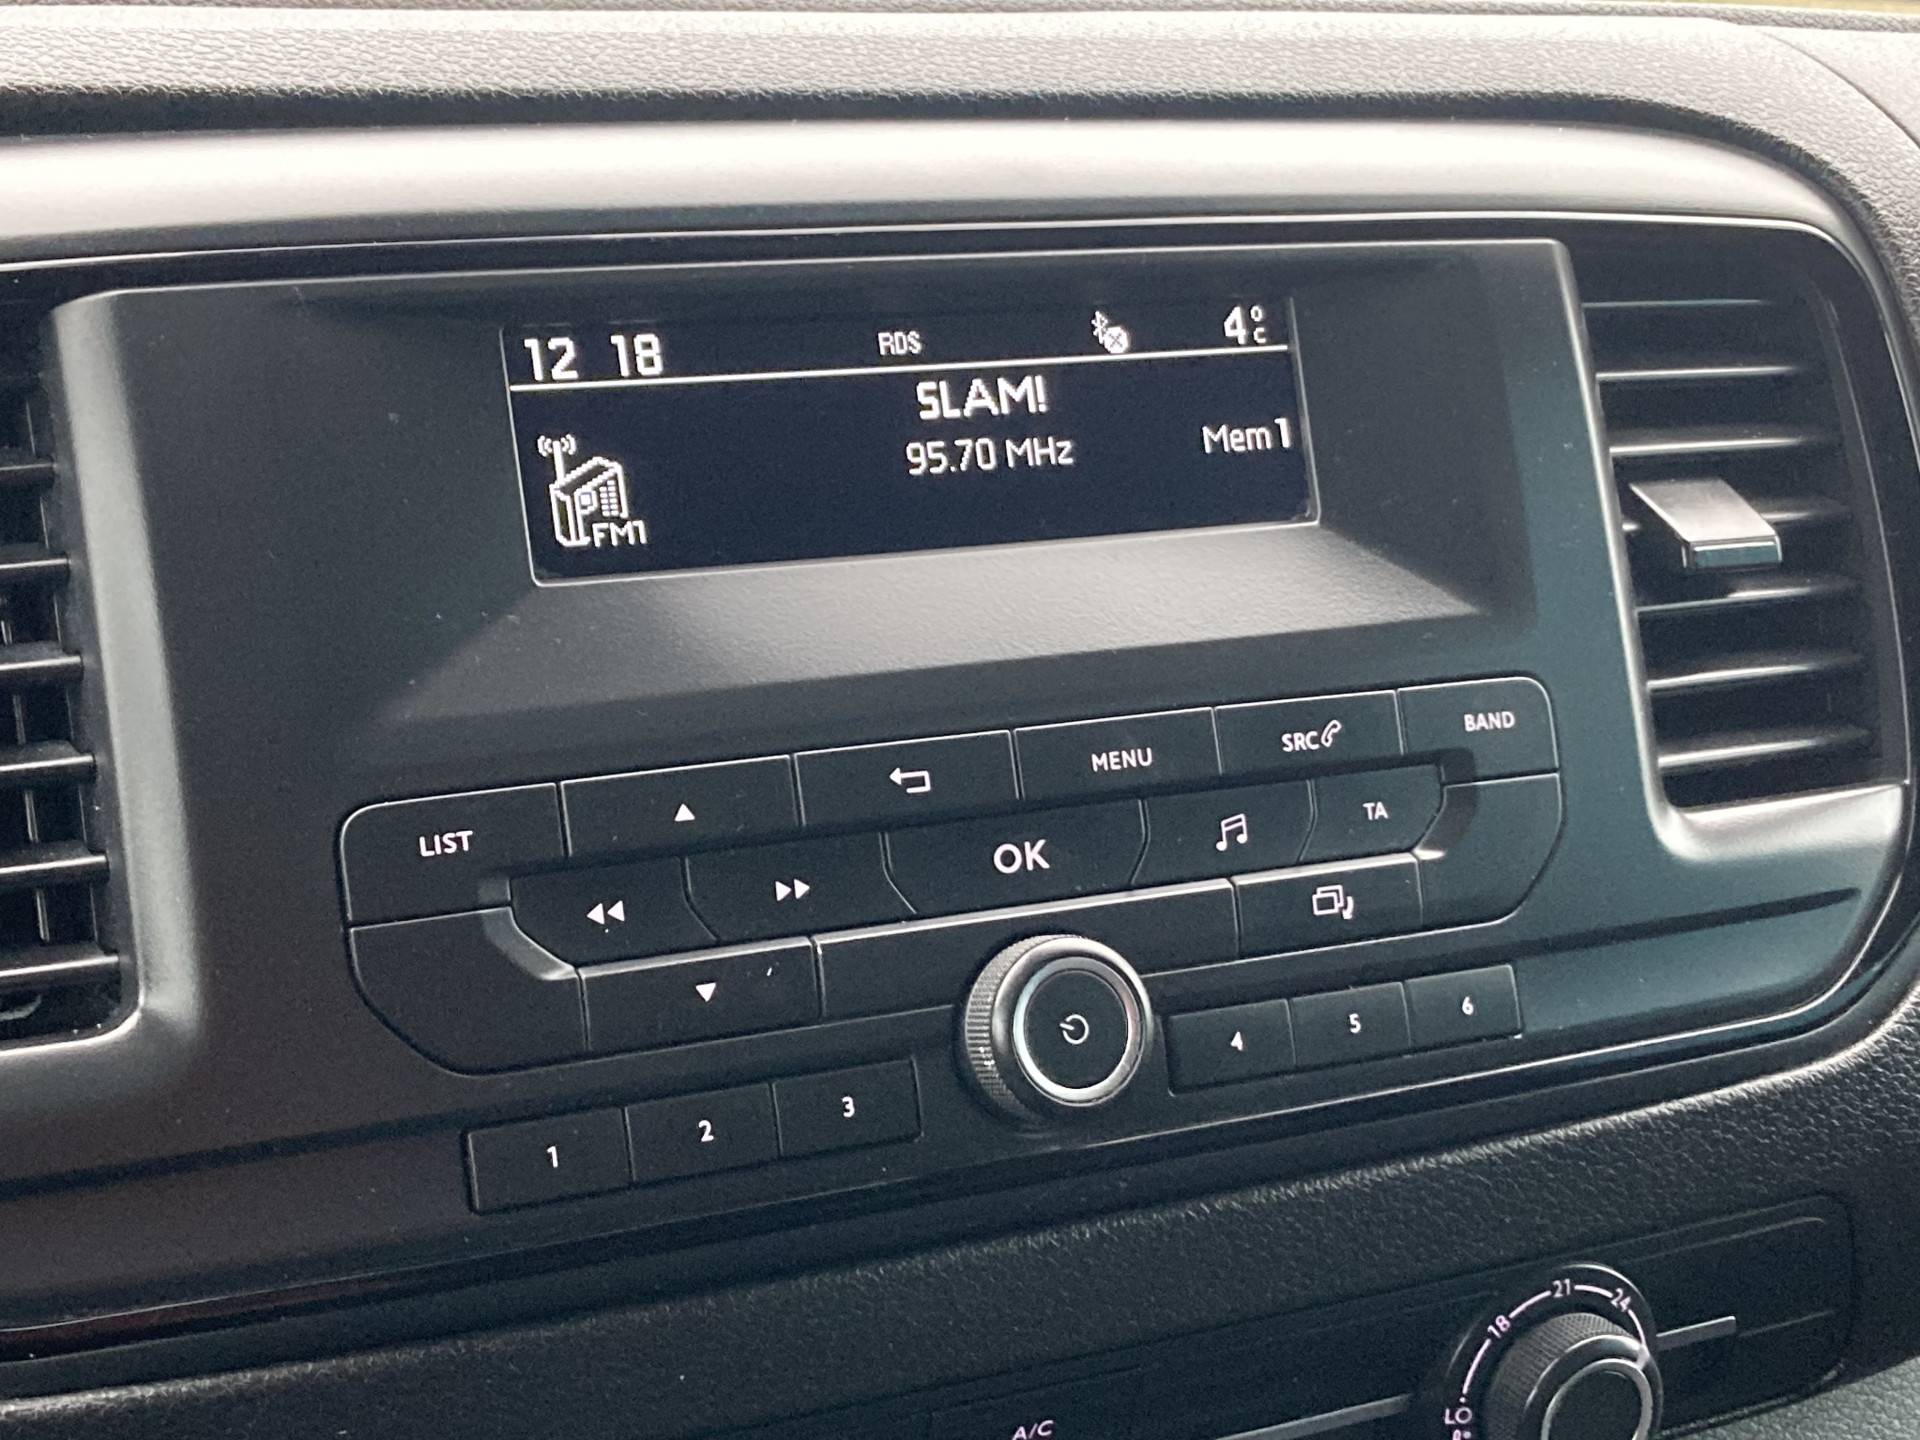 12 18 RDS 4°C
SLAM!
95.70 MHz Mem 1
FM1
LIST MENU SRC BAND
OK TA
1 2 3 4 5 6
18 21 24
LO
A/C